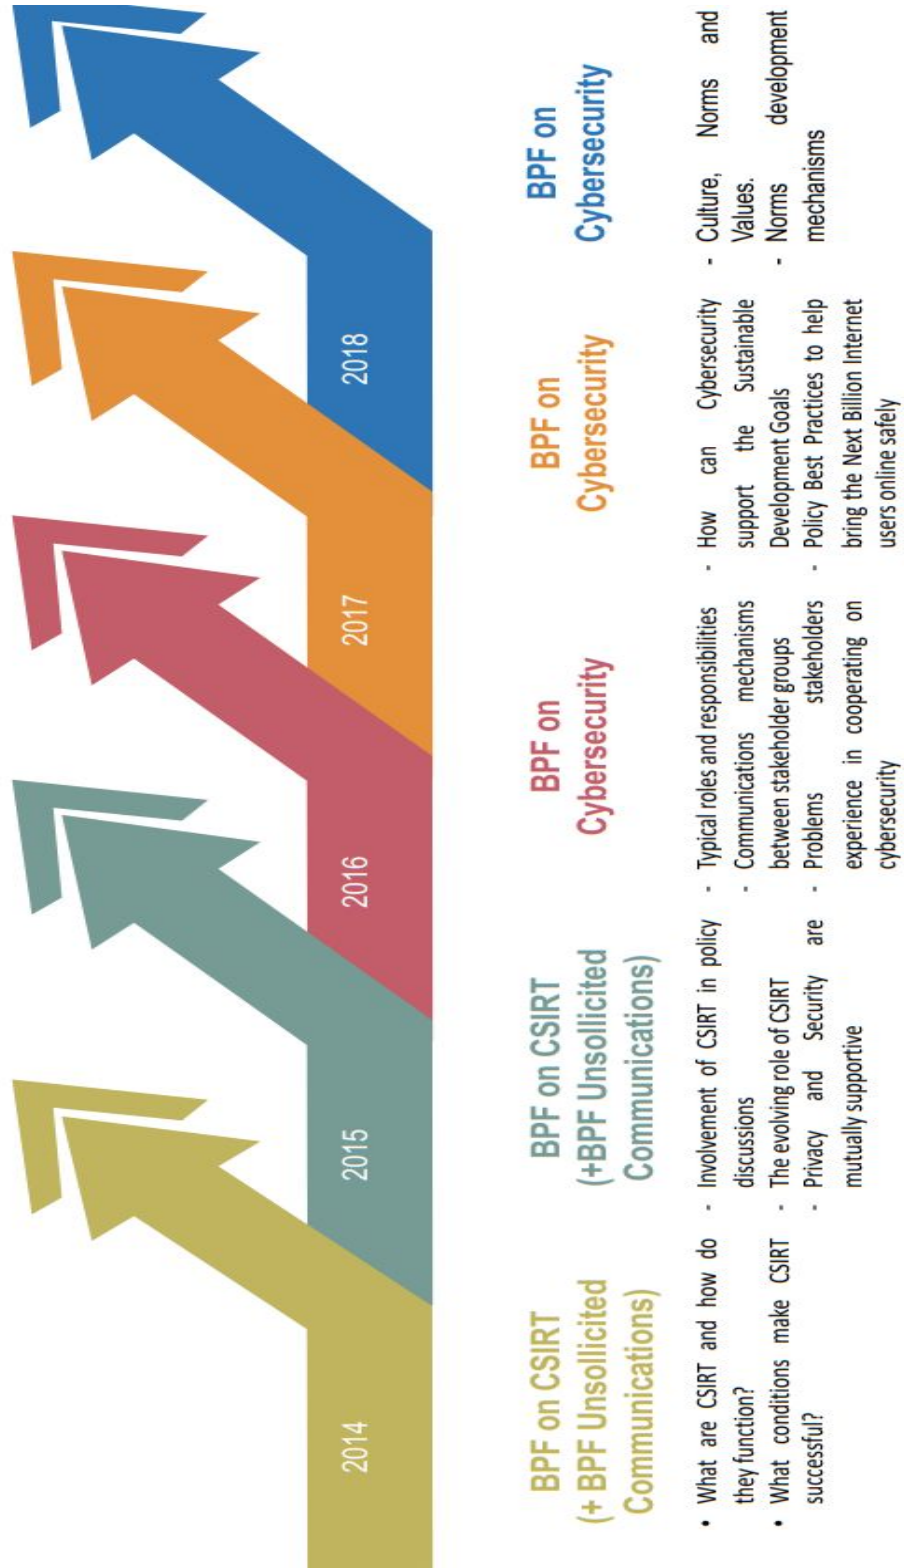 2014
2015
2016
2017
2018
BPF on CSIRT
(+ BPF Unsollicited
Communications)
• What are CSIRT and how do
they function?
• What conditions make CSIRT
successful?
BPF on CSIRT
(+BPF Unsollicited
Communications)
- Involvement of CSIRT in policy
discussions
- The evolving role of CSIRT
- Privacy and Security are
mutually supportive
BPF on
Cybersecurity
- Typical roles and responsibilities
- Communications mechanisms
between stakeholder groups
- Problems stakeholders
experience in cooperating on
cybersecurity
BPF on
Cybersecurity
- How can Cybersecurity
support the Sustainable
Development Goals
- Policy Best Practices to help
bring the Next Billion Internet
users online safely
BPF on
Cybersecurity
- Culture, Norms and
Values.
- Norms development
mechanisms